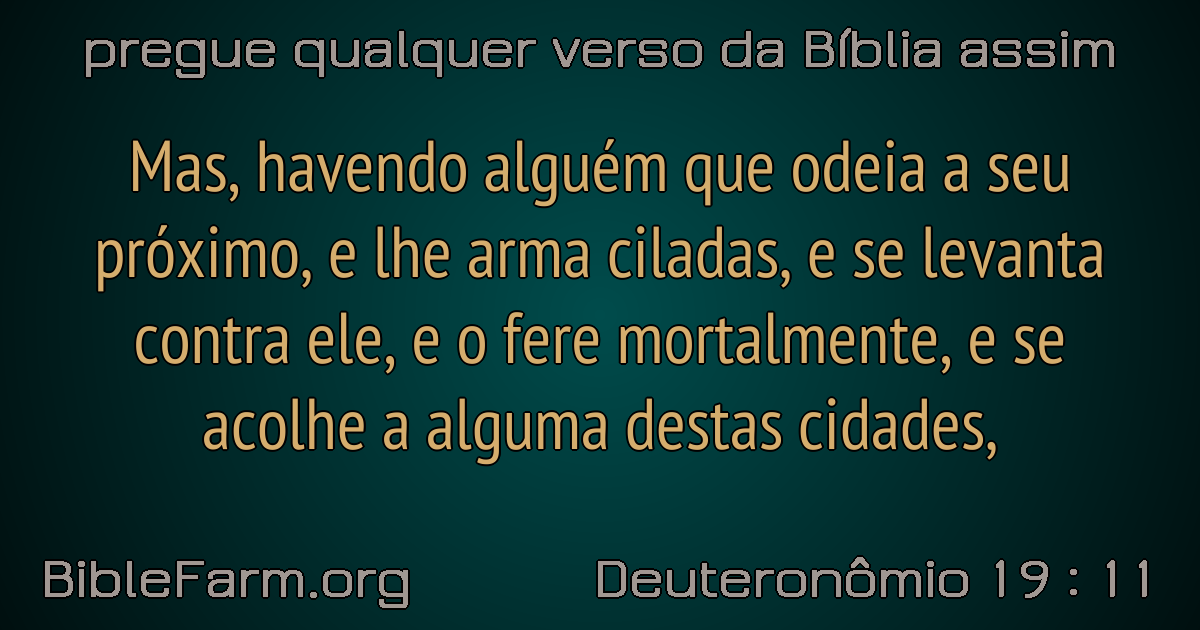 pregue qualquer verso da Bíblia assim
Mas, havendo alguém que odeia a seu
próximo, e lhe arma ciladas, e se levanta
contra ele, e o fere mortalmente, e se
acolhe a alguma destas cidades,
BibleFarm.org
Deuteronômio 19 : 11